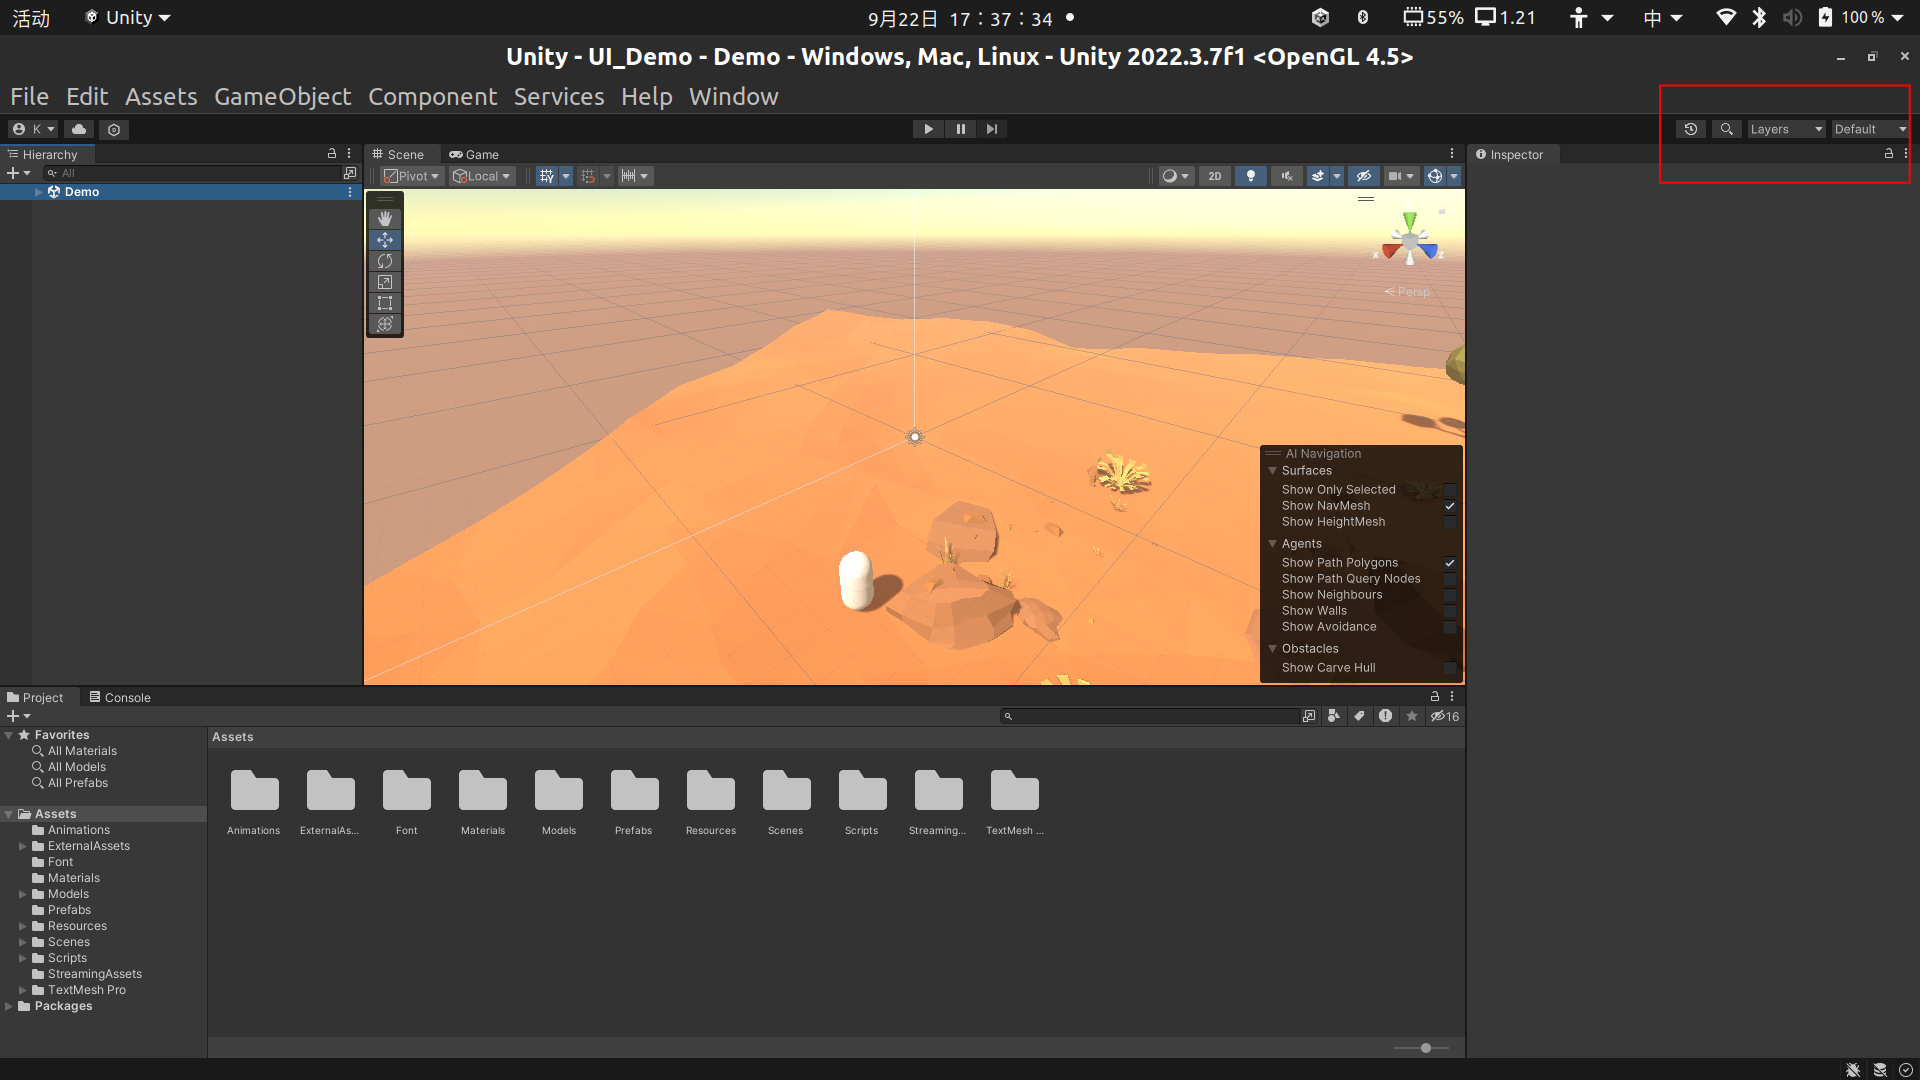 活动 Unity 9月22日 17：37：34 55% 1.21 中 100 %
Unity - UI_Demo - Demo - Windows, Mac, Linux - Unity 2022.3.7f1 <OpenGL 4.5>
File Edit Assets GameObject Component Services Help Window
K Layers Default
Hierarchy Scene Game Inspector
All Pivot Local 2D
Demo
X Z
Persp
AI Navigation
Surfaces
Show Only Selected
Show NavMesh
Show HeightMesh
Agents
Show Path Polygons
Show Path Query Nodes
Show Neighbours
Show Walls
Show Avoidance
Obstacles
Show Carve Hull
Project Console
16
Favorites
All Materials
All Models
All Prefabs
Assets
Animations
ExternalAssets
Font
Materials
Models
Prefabs
Resources
Scenes
Scripts
StreamingAssets
TextMesh Pro
Packages
Assets
Animations ExternalAs... Font Materials Models Prefabs Resources Scenes Scripts Streaming... TextMesh ...